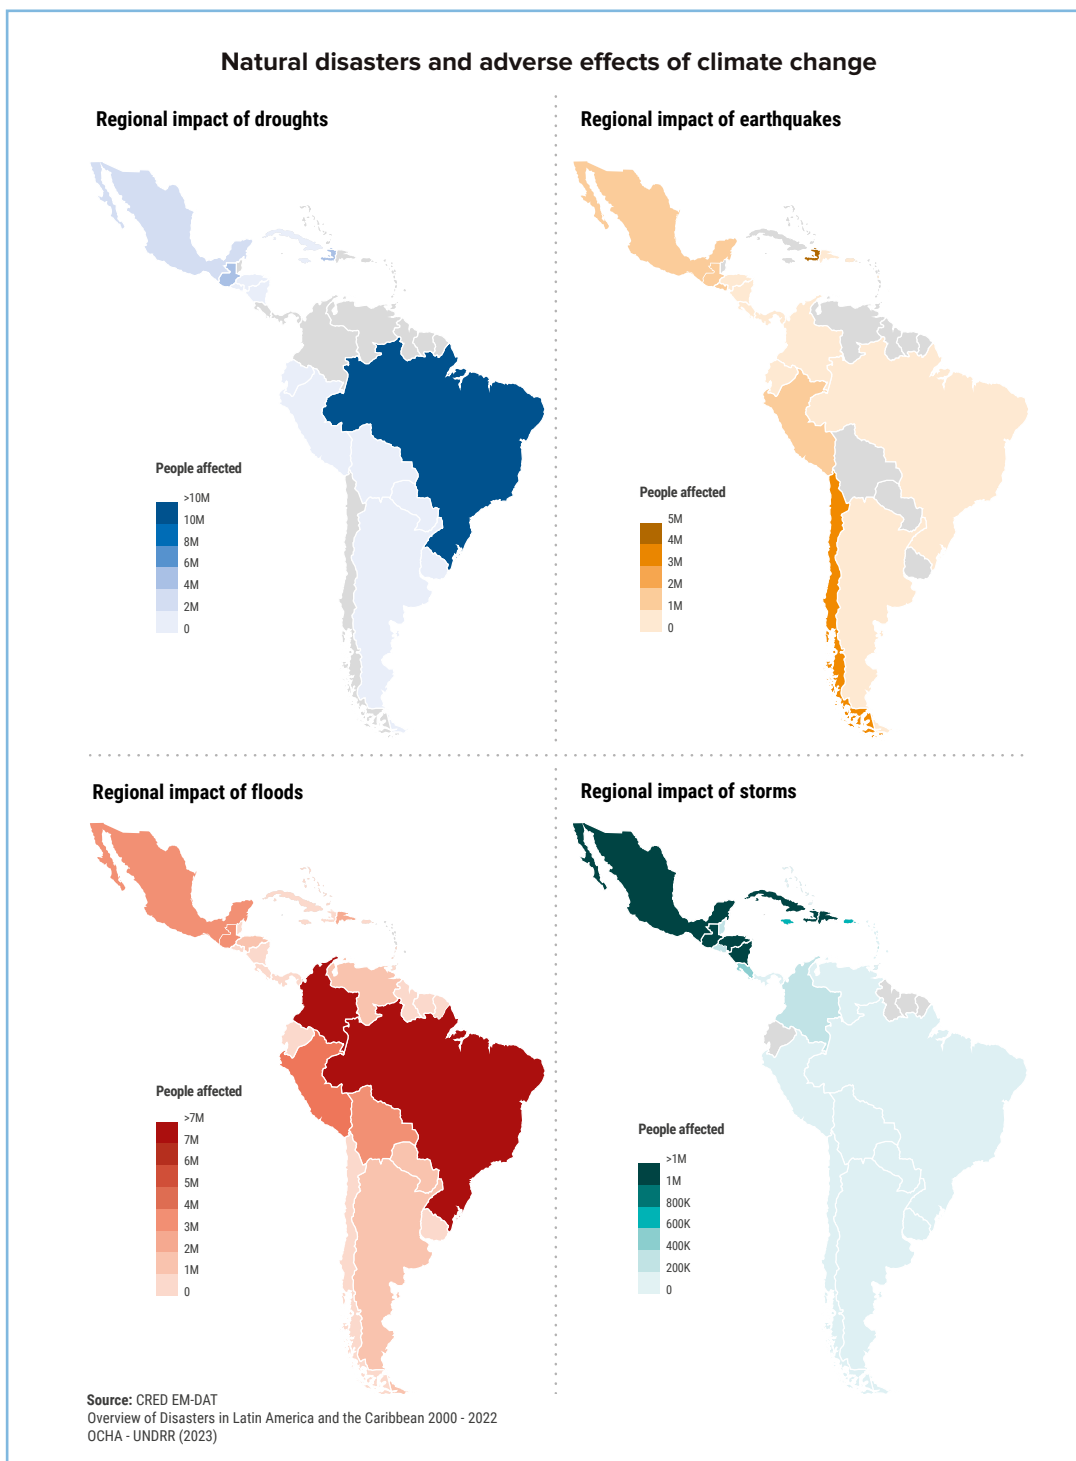 Natural disasters and adverse effects of climate change
Regional impact of droughts
People affected
>10M
10M
8M
6M
4M
2M
0
Regional impact of earthquakes
People affected
5M
4M
3M
2M
1M
0
Regional impact of floods
People affected
>7M
7M
6M
5M
4M
3M
2M
1M
0
Regional impact of storms
People affected
>1M
1M
800K
600K
400K
200K
0
Source: CRED EM-DAT
Overview of Disasters in Latin America and the Caribbean 2000 - 2022
OCHA - UNDRR (2023)